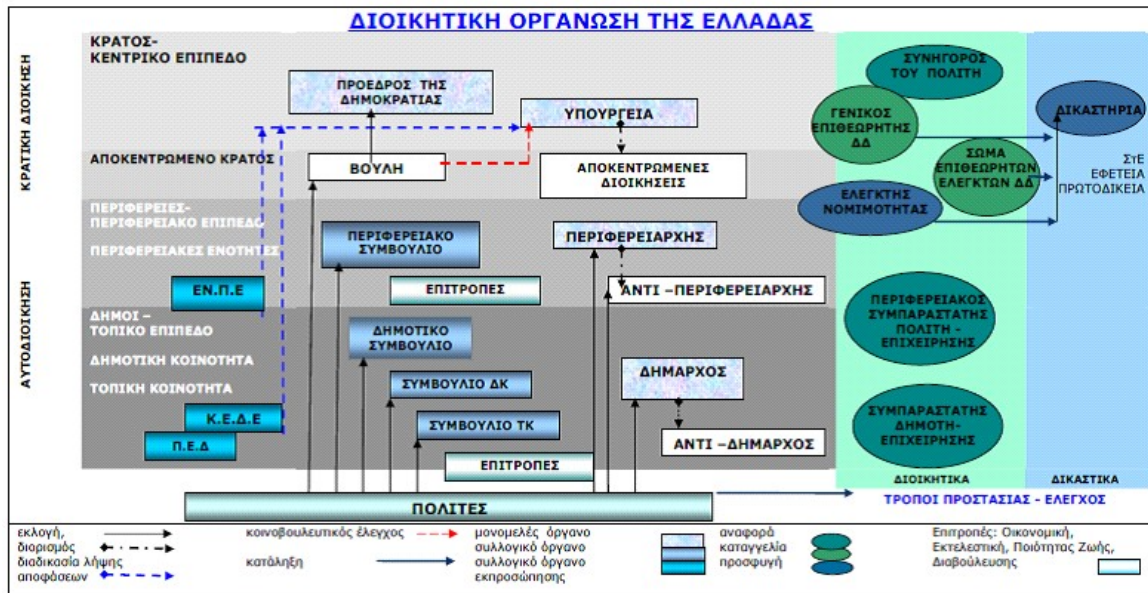 ΔΙΟΙΚΗΤΙΚΗ ΟΡΓΑΝΩΣΗ ΤΗΣ ΕΛΛΑΔΑΣ
ΚΡΑΤΙΚΗ ΔΙΟΙΚΗΣΗ
ΑΥΤΟΔΙΟΙΚΗΣΗ
ΚΡΑΤΟΣ–
ΚΕΝΤΡΙΚΟ ΕΠΙΠΕΔΟ
ΠΡΟΕΔΡΟΣ ΤΗΣ
ΔΗΜΟΚΡΑΤΙΑΣ
ΥΠΟΥΡΓΕΙΑ
ΣΥΝΗΓΟΡΟΣ
ΤΟΥ ΠΟΛΙΤΗ
ΓΕΝΙΚΟΣ
ΕΠΙΘΕΩΡΗΤΗΣ
ΔΔ
ΔΙΚΑΣΤΗΡΙΑ
ΑΠΟΚΕΝΤΡΩΜΕΝΟ ΚΡΑΤΟΣ
ΒΟΥΛΗ
ΑΠΟΚΕΝΤΡΩΜΕΝΕΣ
ΔΙΟΙΚΗΣΕΙΣ
ΣΩΜΑ
ΕΠΙΘΕΩΡΗΤΩΝ
ΕΛΕΓΚΤΩΝ ΔΔ
ΣτΕ
ΕΦΕΤΕΙΑ
ΠΡΩΤΟΔΙΚΕΙΑ
ΕΛΕΓΚΤΗΣ
ΝΟΜΙΜΟΤΗΤΑΣ
ΠΕΡΙΦΕΡΕΙΕΣ–
ΠΕΡΙΦΕΡΕΙΑΚΟ ΕΠΙΠΕΔΟ
ΠΕΡΙΦΕΡΕΙΑΚΕΣ ΕΝΟΤΗΤΕΣ
ΠΕΡΙΦΕΡΕΙΑΚΟ
ΣΥΜΒΟΥΛΙΟ
ΠΕΡΙΦΕΡΕΙΑΡΧΗΣ
ΕΝ.Π.Ε
ΕΠΙΤΡΟΠΕΣ
ΑΝΤΙ –ΠΕΡΙΦΕΡΕΙΑΡΧΗΣ
ΠΕΡΙΦΕΡΕΙΑΚΟΣ
ΣΥΜΠΑΡΑΣΤΑΤΗΣ
ΠΟΛΙΤΗ -
ΕΠΙΧΕΙΡΗΣΗΣ
ΔΗΜΟΙ –
ΤΟΠΙΚΟ ΕΠΙΠΕΔΟ
ΔΗΜΟΤΙΚΗ ΚΟΙΝΟΤΗΤΑ
ΤΟΠΙΚΗ ΚΟΙΝΟΤΗΤΑ
ΔΗΜΟΤΙΚΟ
ΣΥΜΒΟΥΛΙΟ
ΔΗΜΑΡΧΟΣ
ΣΥΜΒΟΥΛΙΟ ΔΚ
Κ.Ε.Δ.Ε
ΣΥΜΒΟΥΛΙΟ ΤΚ
Π.Ε.Δ
ΑΝΤΙ –ΔΗΜΑΡΧΟΣ
ΣΥΜΠΑΡΑΣΤΑΤΗΣ
ΔΗΜΟΤΗ-
ΕΠΙΧΕΙΡΗΣΗΣ
ΕΠΙΤΡΟΠΕΣ
ΔΙΟΙΚΗΤΙΚΑ
ΔΙΚΑΣΤΙΚΑ
ΠΟΛΙΤΕΣ
ΤΡΟΠΟΙ ΠΡΟΣΤΑΣΙΑΣ - ΕΛΕΓΧΟΣ
εκλογή,
διορισμός
διαδικασία λήψης
αποφάσεων
κοινοβουλευτικός έλεγχος
κατάληξη
μονομελές όργανο
συλλογικό όργανο
συλλογικό όργανο
εκπροσώπησης
αναφορά
καταγγελία
προσφυγή
Επιτροπές: Οικονομική,
Εκτελεστική, Ποιότητας Ζωής,
Διαβούλευσης